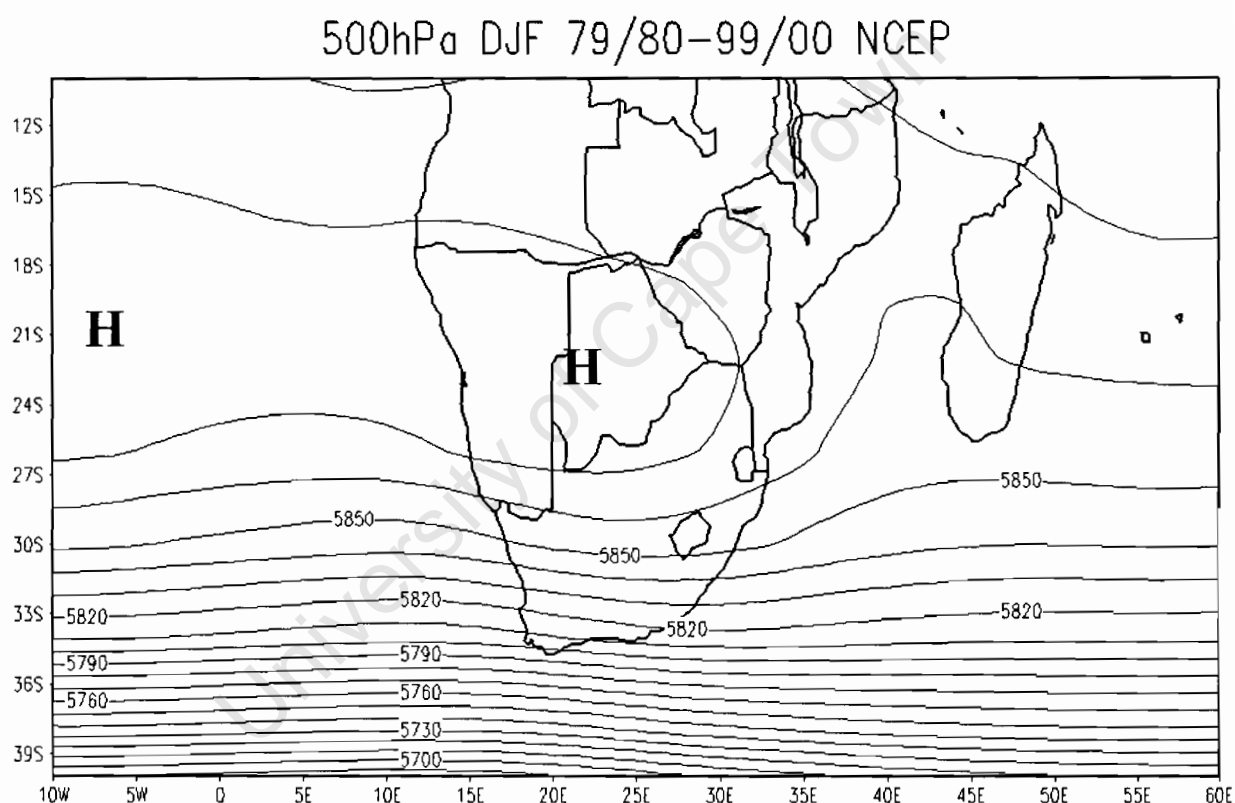 500hPa DJF 79/80-99/00 NCEP
12S
15S
18S
H
21S
H
24S
27S
5850
5850
30S
5850
5820
5820
33S
5820
5820
5790
5790
36S
5760
5760
5730
39S
5700
10W 5W 0 5E 10E 15E 20E 25E 30E 35E 40E 45E 50E 55E 60E
University of Cape Town